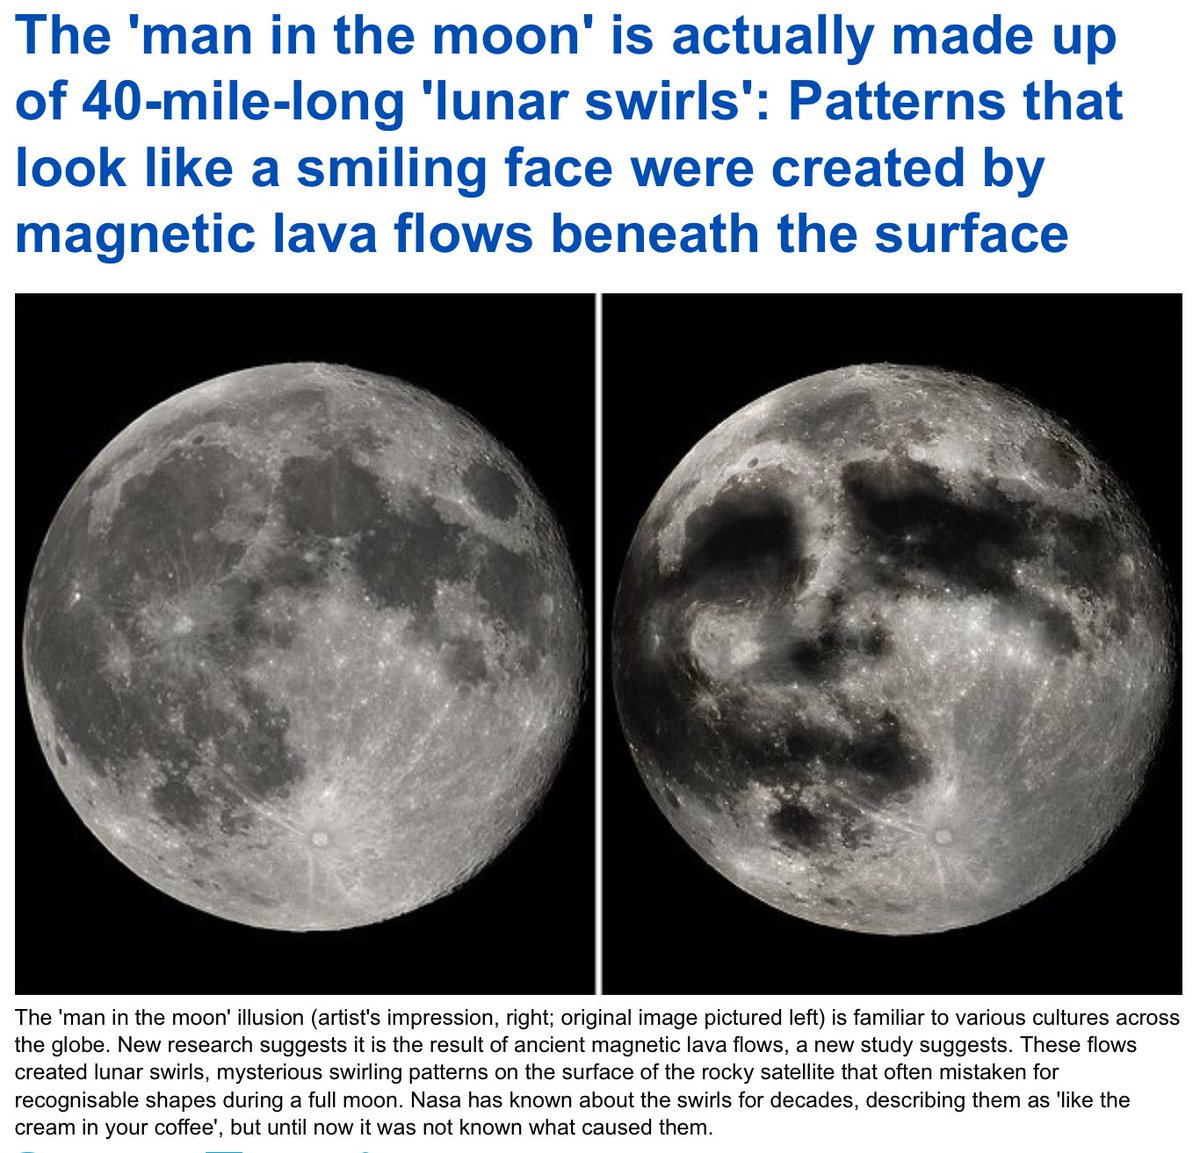 The 'man in the moon' is actually made up
of 40-mile-long 'lunar swirls': Patterns that
look like a smiling face were created by
magnetic lava flows beneath the surface
The 'man in the moon' illusion (artist's impression, right; original image pictured left) is familiar to various cultures across
the globe. New research suggests it is the result of ancient magnetic lava flows, a new study suggests. These flows
created lunar swirls, mysterious swirling patterns on the surface of the rocky satellite that often mistaken for
recognisable shapes during a full moon. Nasa has known about the swirls for decades, describing them as 'like the
cream in your coffee', but until now it was not known what caused them.